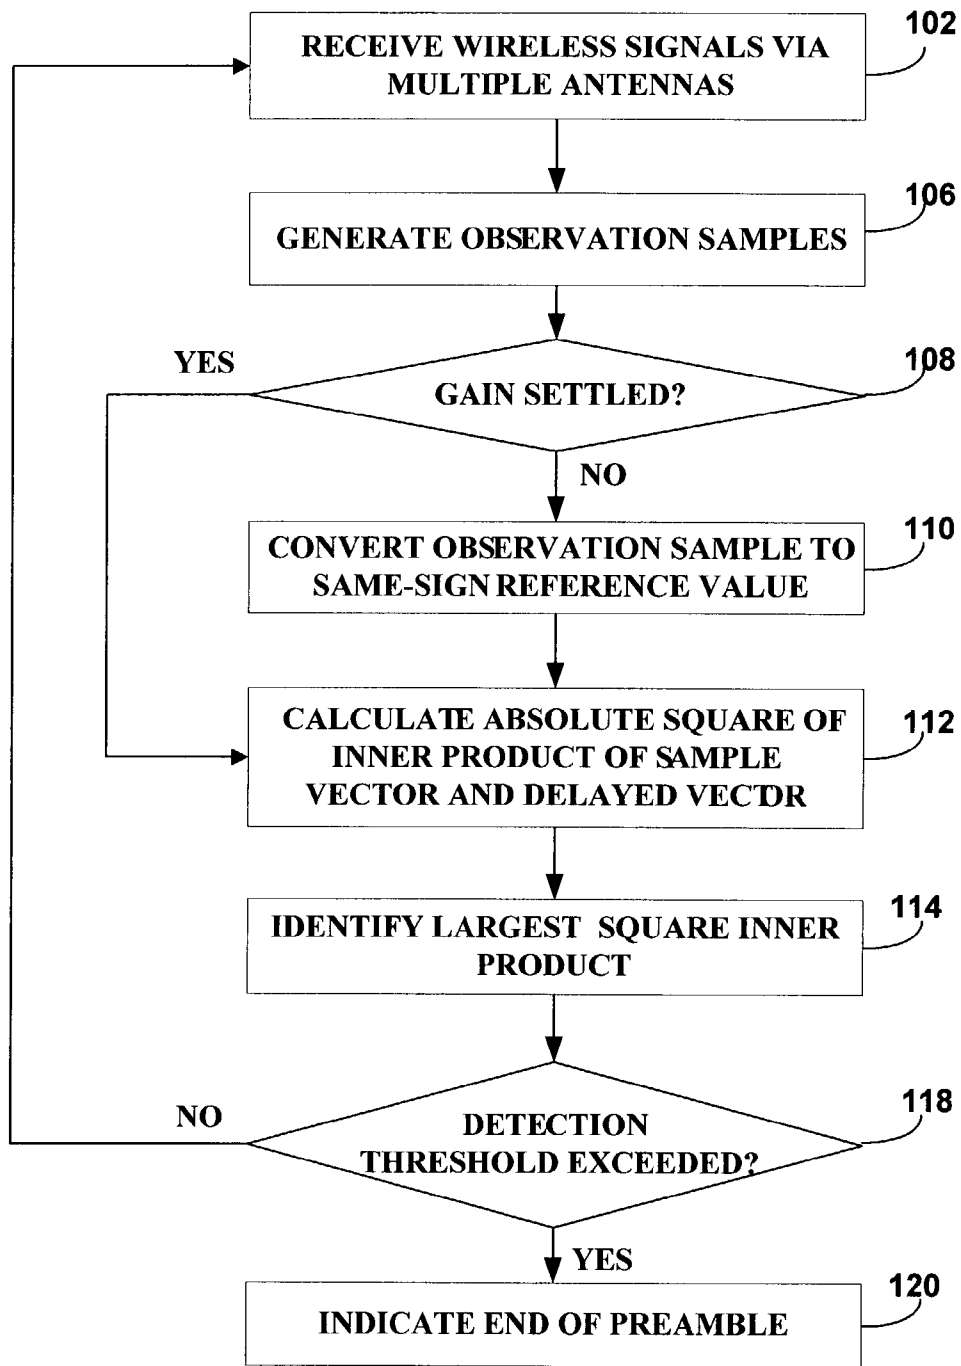 102
RECEIVE WIRELESS SIGNALS VIA
MULTIPLE ANTENNAS
106
GENERATE OBSERVATION SAMPLES
YES
108
GAIN SETTLED?
NO
110
CONVERT OBSERVATION SAMPLE TO
SAME-SIGN REFERENCE VALUE
112
CALCULATE ABSOLUTE SQUARE OF
INNER PRODUCT OF SAMPLE
VECTOR AND DELAYED VECTOR
114
IDENTIFY LARGEST SQUARE INNER
PRODUCT
118
NO
DETECTION
THRESHOLD EXCEEDED?
YES
120
INDICATE END OF PREAMBLE